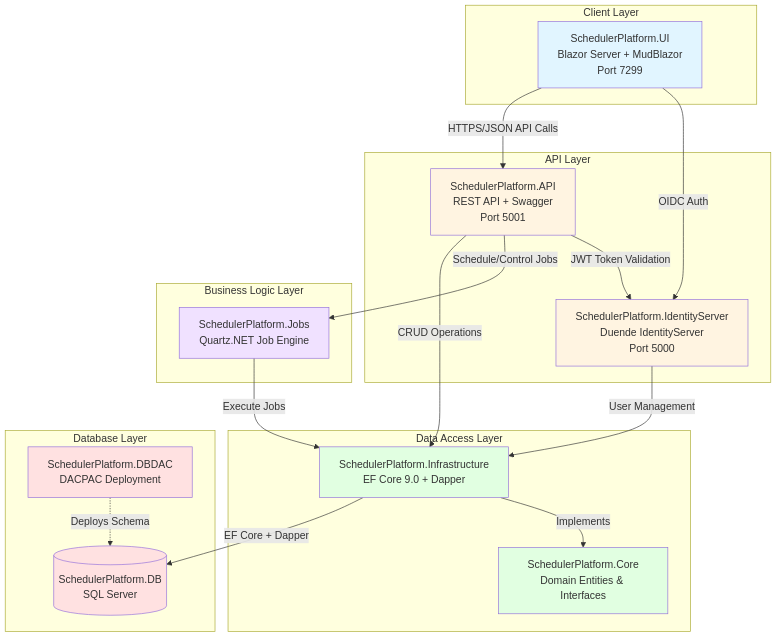 Client Layer
SchedulerPlatform.UI
Blazor Server + MudBlazor
Port 7299
HTTPS/JSON API Calls
API Layer
SchedulerPlatform.API
REST API + Swagger
Port 5001
OIDC Auth
Schedule/Control Jobs
JWT Token Validation
Business Logic Layer
SchedulerPlatform.Jobs
Quartz.NET Job Engine
SchedulerPlatform.IdentityServer
Duende IdentityServer
Port 5000
CRUD Operations
Execute Jobs
User Management
Database Layer
SchedulerPlatform.DBDAC
DACPAC Deployment
Data Access Layer
SchedulerPlatform.Infrastructure
EF Core 9.0 + Dapper
Deploys Schema
EF Core + Dapper
Implements
SchedulerPlatform.DB
SQL Server
SchedulerPlatform.Core
Domain Entities &
Interfaces